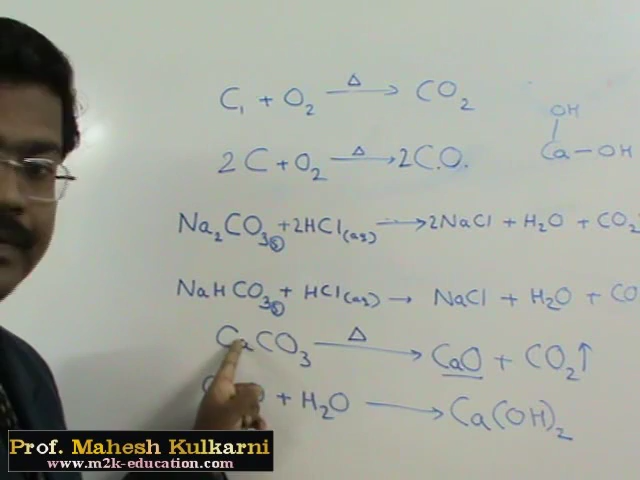 C, + O2 —Δ→ CO2
2C + O2 —Δ→ 2C.O.
OH
Ca — OH
Na2CO3(s) + 2HCl(aq) → 2NaCl + H2O + CO2
NaHCO3(s) + HCl(aq) → NaCl + H2O + CO
CaCO3 —Δ→ CaO + CO2↑
+ H2O → Ca(OH)2
Prof. Mahesh Kulkarni
www.m2k-education.com